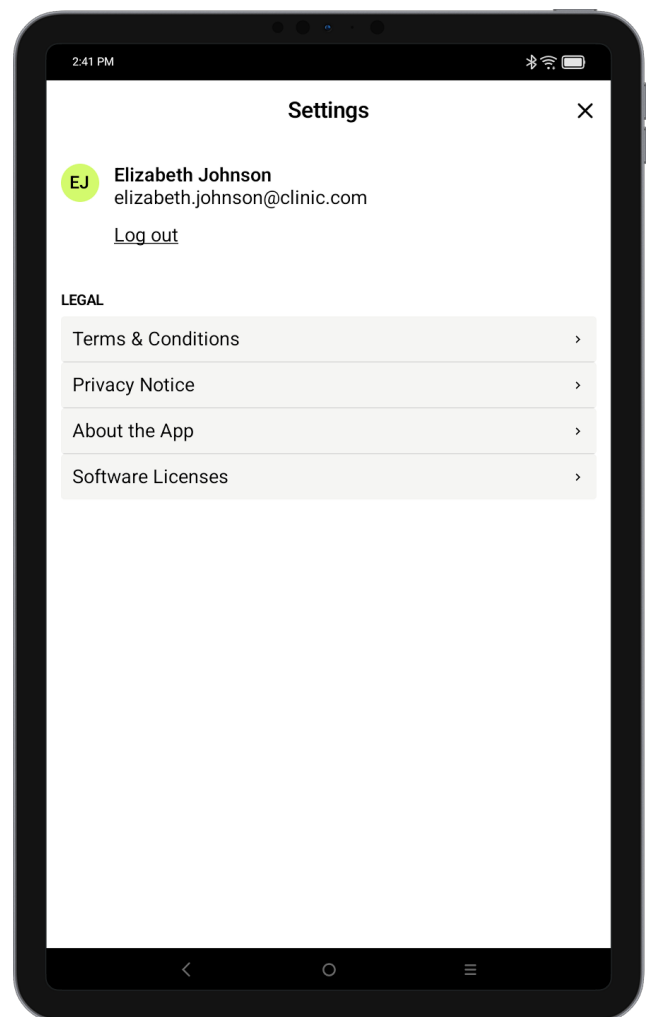 2:41 PM
Settings
EJ
Elizabeth Johnson
elizabeth.johnson@clinic.com
Log out
LEGAL
Terms & Conditions
Privacy Notice
About the App
Software Licenses